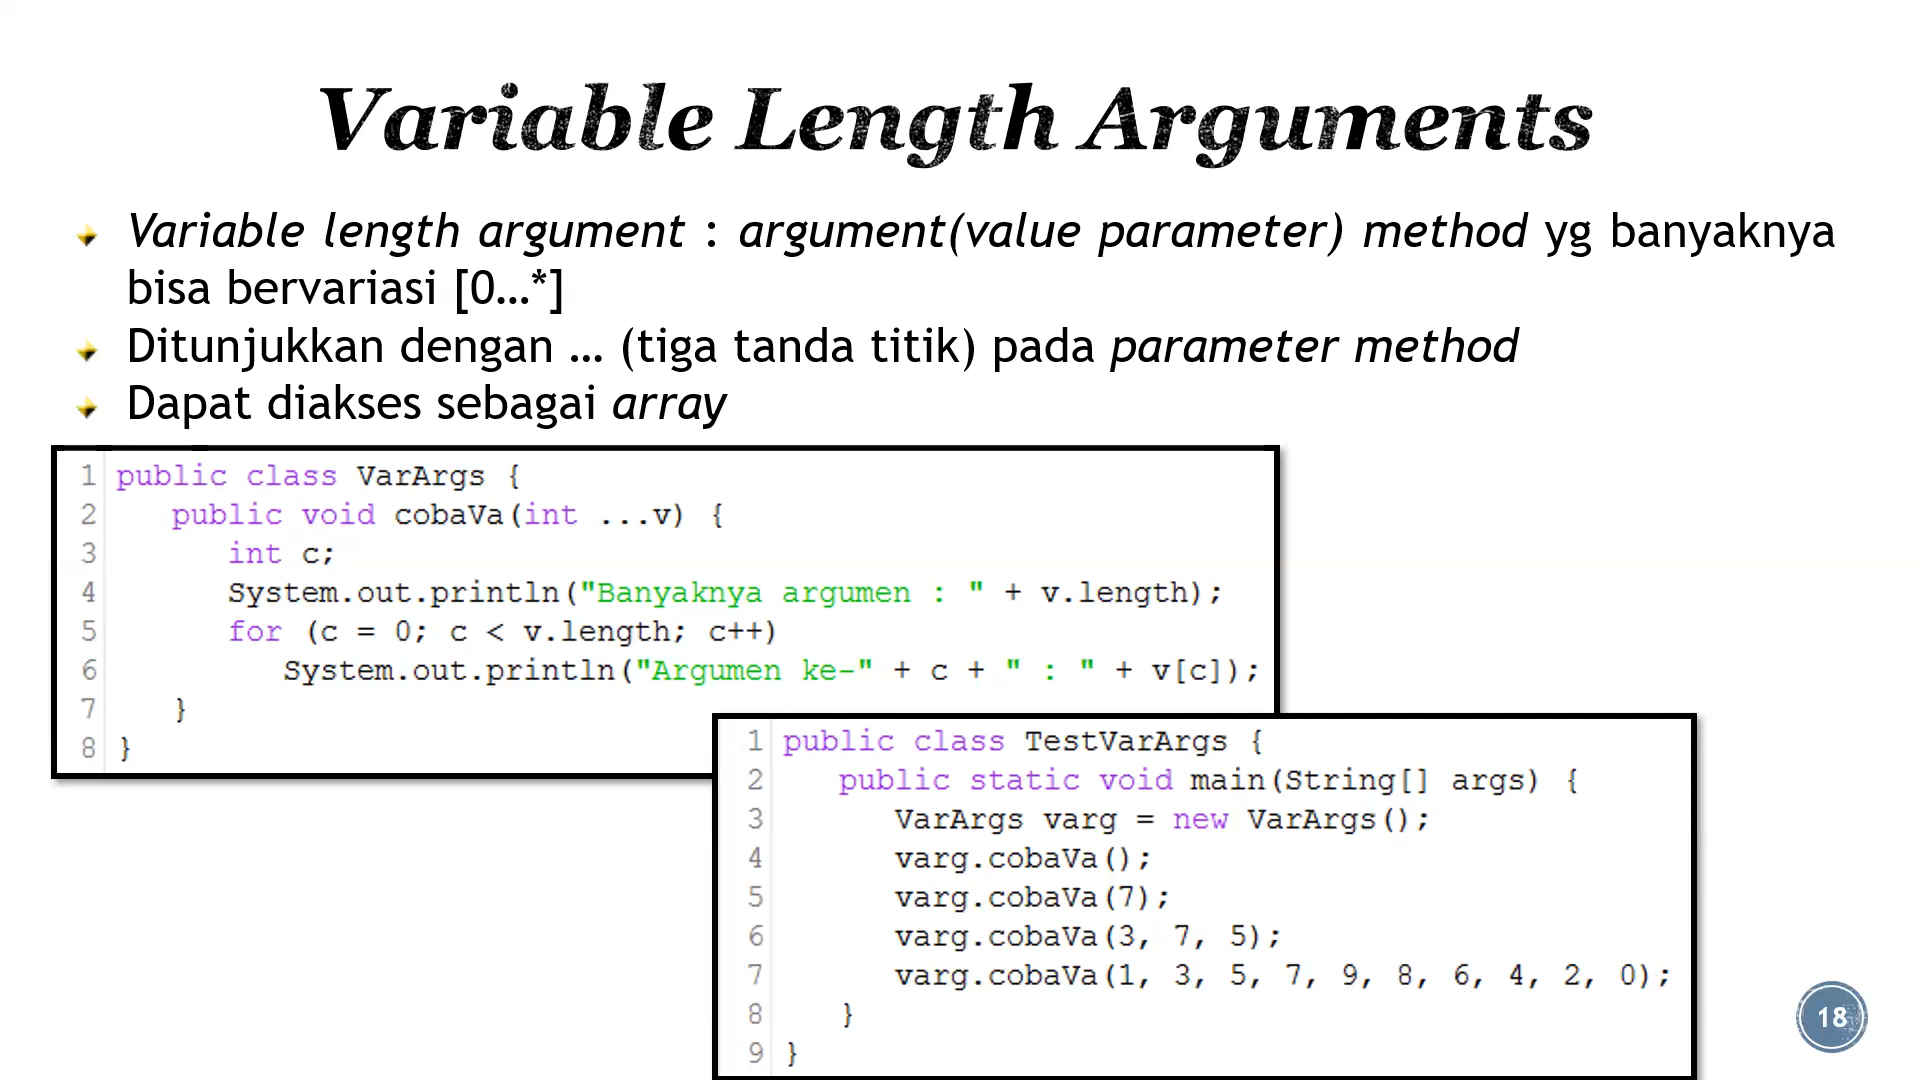 Variable Length Arguments
Variable length argument : argument(value parameter) method yg banyaknya
bisa bervariasi [0…*]
Ditunjukkan dengan … (tiga tanda titik) pada parameter method
Dapat diakses sebagai array
1 public class VarArgs {
2    public void cobaVa(int ...v) {
3       int c;
4       System.out.println("Banyaknya argumen : " + v.length);
5       for (c = 0; c < v.length; c++)
6          System.out.println("Argumen ke-" + c + " : " + v[c]);
7    }
8 }
1 public class TestVarArgs {
2    public static void main(String[] args) {
3       VarArgs varg = new VarArgs();
4       varg.cobaVa();
5       varg.cobaVa(7);
6       varg.cobaVa(3, 7, 5);
7       varg.cobaVa(1, 3, 5, 7, 9, 8, 6, 4, 2, 0);
8    }
9 }
18